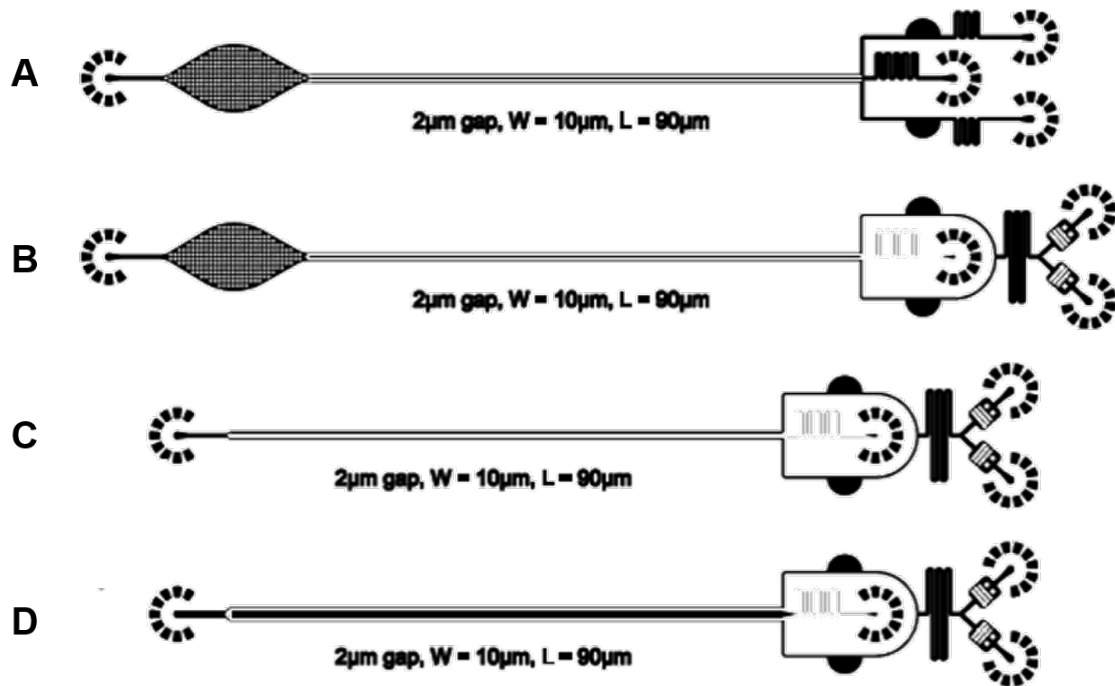 A
2µm gap, W = 10µm, L = 90µm
B
2µm gap, W = 10µm, L = 90µm
C
2µm gap, W = 10µm, L = 90µm
D
2µm gap, W = 10µm, L = 90µm